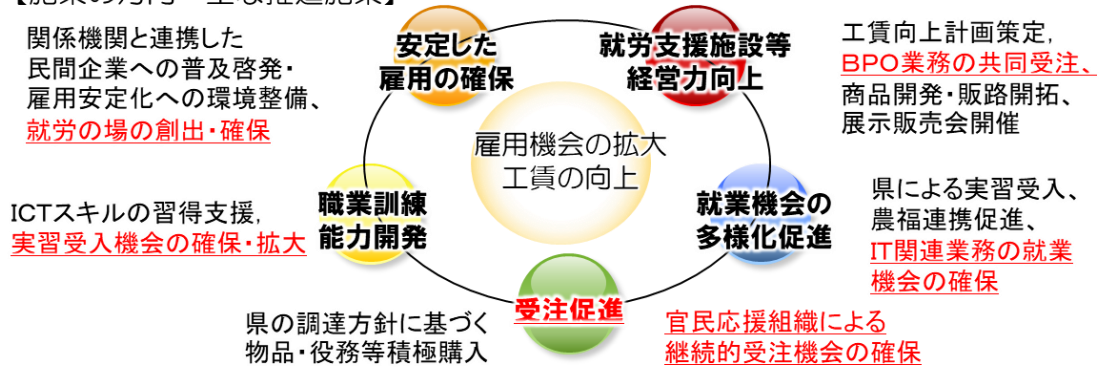 【施策の方向・主な推進施策】
関係機関と連携した
民間企業への普及啓発・
雇用安定化への環境整備、
就労の場の創出・確保
安定した
雇用の確保
就労支援施設等
経営力向上
工賃向上計画策定,
BPO業務の共同受注、
商品開発・販路開拓、
展示販売会開催
雇用機会の拡大
工賃の向上
ICTスキルの習得支援,
実習受入機会の確保・拡大
職業訓練
能力開発
就業機会の
多様化促進
県による実習受入、
農福連携促進、
IT関連業務の就業
機会の確保
受注促進
県の調達方針に基づく
物品・役務等積極購入
官民応援組織による
継続的受注機会の確保